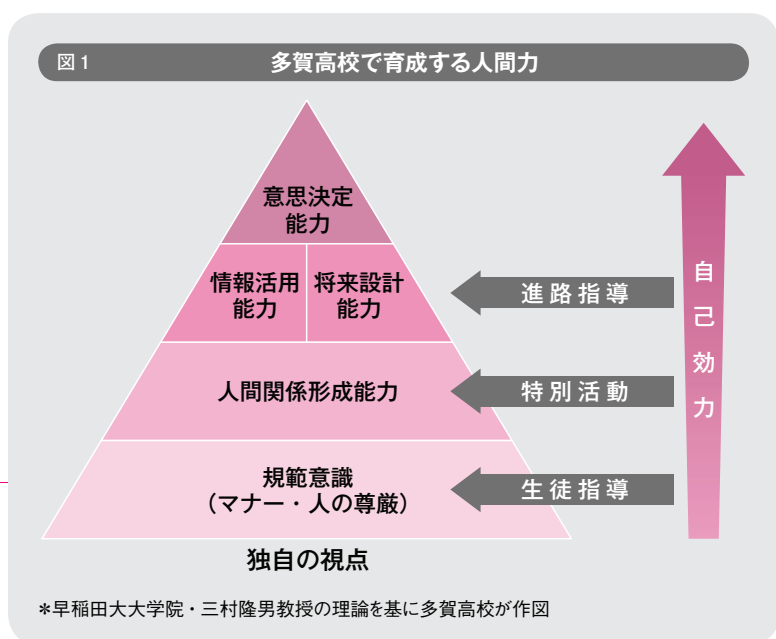 図1
多賀高校で育成する人間力
意思決定
能力
情報活用
能力
将来設計
能力
進路指導
人間関係形成能力
特別活動
規範意識
（マナー・人の尊厳）
生徒指導
自己効力
独自の視点
*早稲田大大学院・三村隆男教授の理論を基に多賀高校が作図